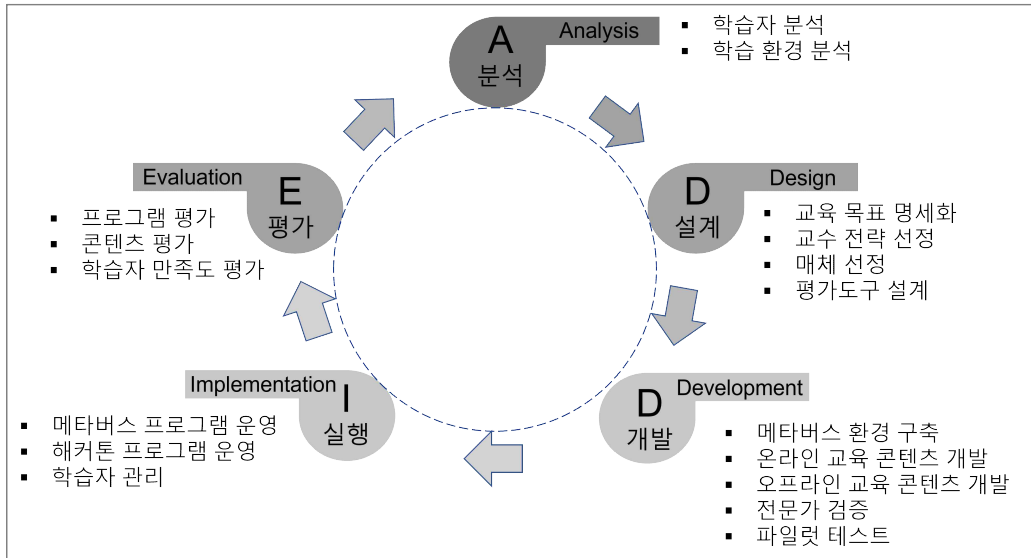 A
분석
Analysis
▪ 학습자 분석
▪ 학습 환경 분석
D
설계
Design
▪ 교육 목표 명세화
▪ 교수 전략 선정
▪ 매체 선정
▪ 평가도구 설계
D
개발
Development
▪ 메타버스 환경 구축
▪ 온라인 교육 콘텐츠 개발
▪ 오프라인 교육 콘텐츠 개발
▪ 전문가 검증
▪ 파일럿 테스트
Implementation
I
실행
▪ 메타버스 프로그램 운영
▪ 해커톤 프로그램 운영
▪ 학습자 관리
Evaluation
E
평가
▪ 프로그램 평가
▪ 콘텐츠 평가
▪ 학습자 만족도 평가